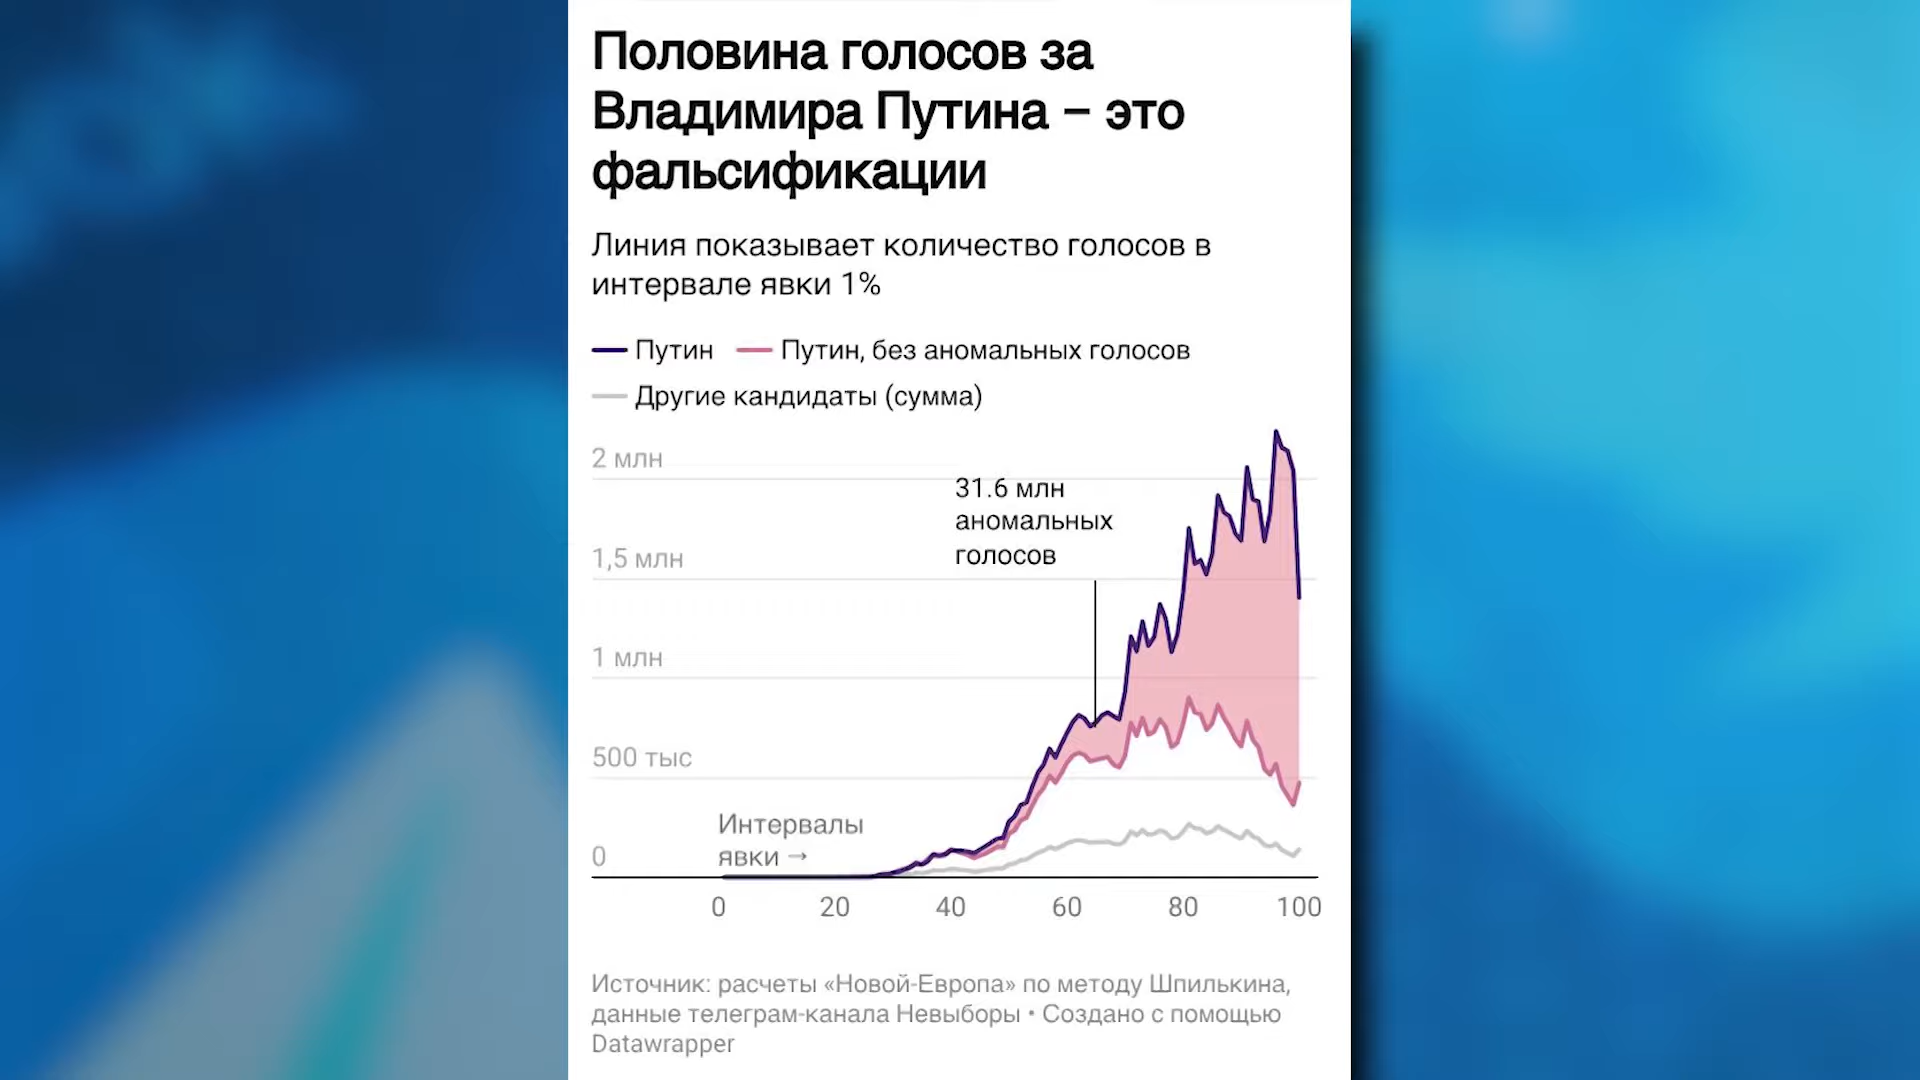 Половина голосов за
Владимира Путина – это
фальсификации
Линия показывает количество голосов в
интервале явки 1%
Путин Путин, без аномальных голосов
Другие кандидаты (сумма)
2 млн
31.6 млн
аномальных
голосов
1,5 млн
1 млн
500 тыс
Интервалы
явки →
0
0 20 40 60 80 100
Источник: расчеты «Новой-Европа» по методу Шпилькина,
данные телеграм-канала Невыборы • Создано с помощью
Datawrapper